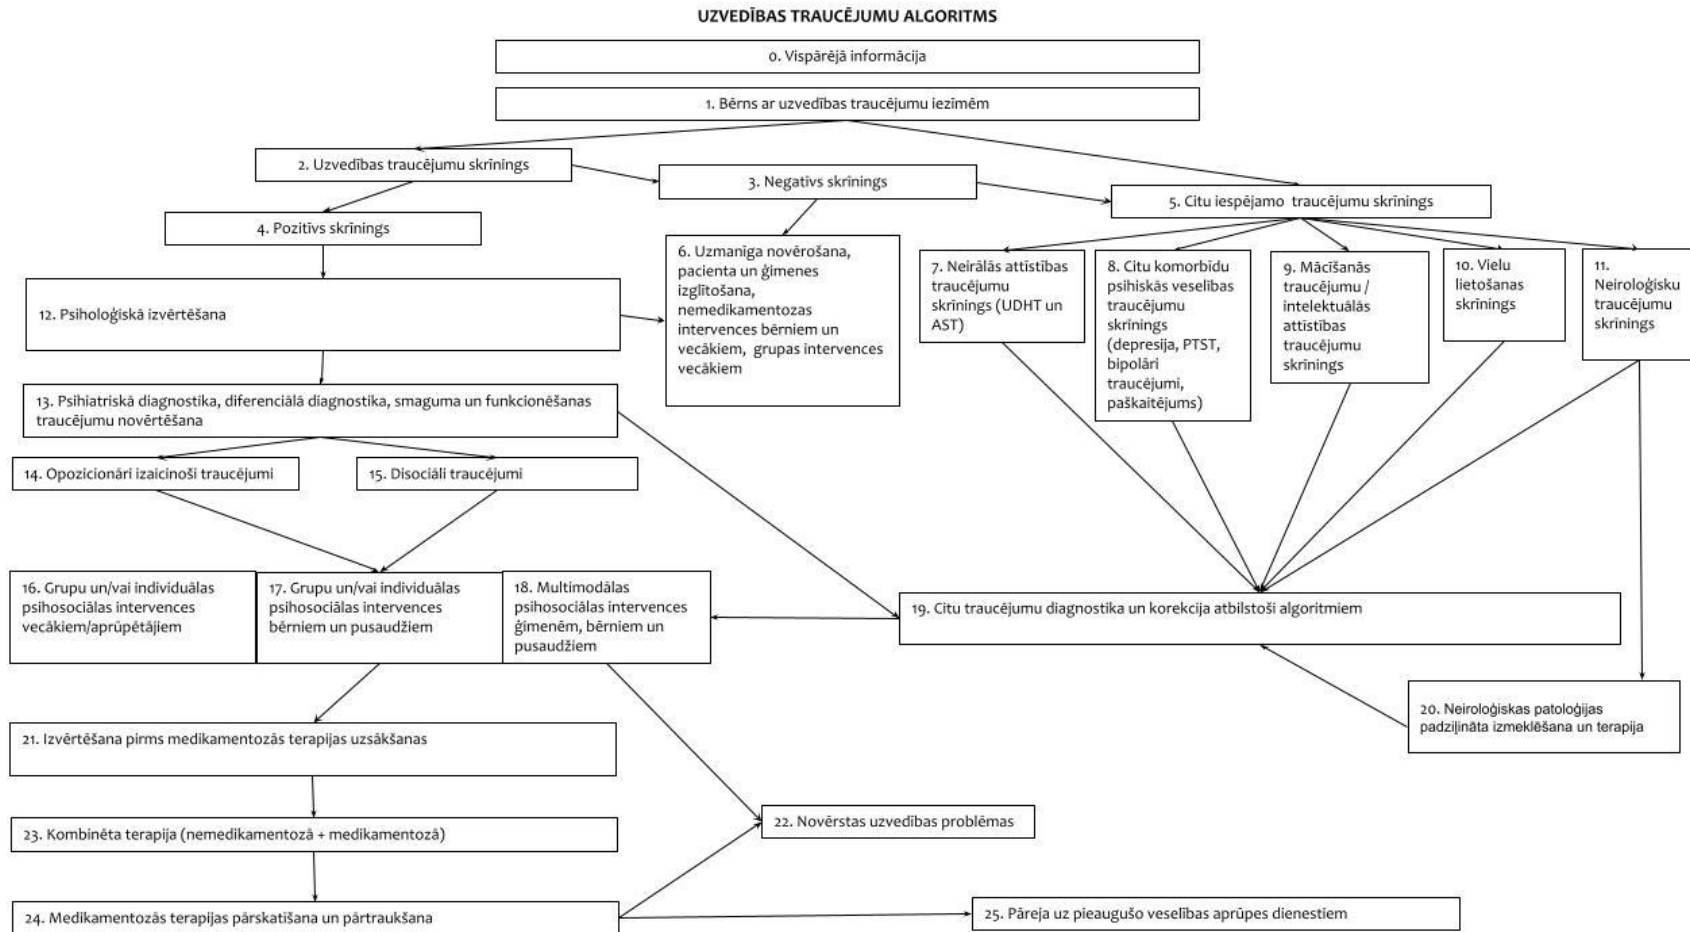 UZVEDĪBAS TRAUCĒJUMU ALGORITMS
0. Vispārējā informācija
1. Bērns ar uzvedības traucējumu iezīmēm
2. Uzvedības traucējumu skrīnings
3. Negatīvs skrīnings
4. Pozitīvs skrīnings
5. Citu iespējamo traucējumu skrīnings
6. Uzmanīga novērošana,
pacienta un ģimenes
izglītošana,
nemedikamentozas
intervences bērniem un
vecākiem, grupas intervences
vecākiem
7. Neirālās attīstības
traucējumu
skrīnings (UDHT un
AST)
8. Citu komorbīdu
psihiskās veselības
traucējumu
skrīnings
(depresija, PTST,
bipolāri
traucējumi,
paškaitējums)
9. Mācīšanās
traucējumu /
intelektuālās
attīstības
traucējumu
skrīnings
10. Vielu
lietošanas
skrīnings
11.
Neiroloģisku
traucējumu
skrīnings
12. Psiholoģiskā izvērtēšana
13. Psihiatriskā diagnostika, diferenciālā diagnostika, smaguma un funkcionēšanas
traucējumu novērtēšana
14. Opozicionāri izaicinoši traucējumi
15. Disociāli traucējumi
16. Grupu un/vai individuālas
psihosociālas intervences
vecākiem/aprūpētājiem
17. Grupu un/vai individuālas
psihosociālas intervences
bērniem un pusaudžiem
18. Multimodālas
psihosociālas intervences
ģimenēm, bērniem un
pusaudžiem
19. Citu traucējumu diagnostika un korekcija atbilstoši algoritmiem
20. Neiroloģiskas patoloģijas
padziļināta izmeklēšana un terapija
21. Izvērtēšana pirms medikamentozās terapijas uzsākšanas
22. Novērstas uzvedības problēmas
23. Kombinēta terapija (nemedikamentozā + medikamentozā)
24. Medikamentozās terapijas pārskatīšana un pārtraukšana
25. Pāreja uz pieaugušo veselības aprūpes dienestiem